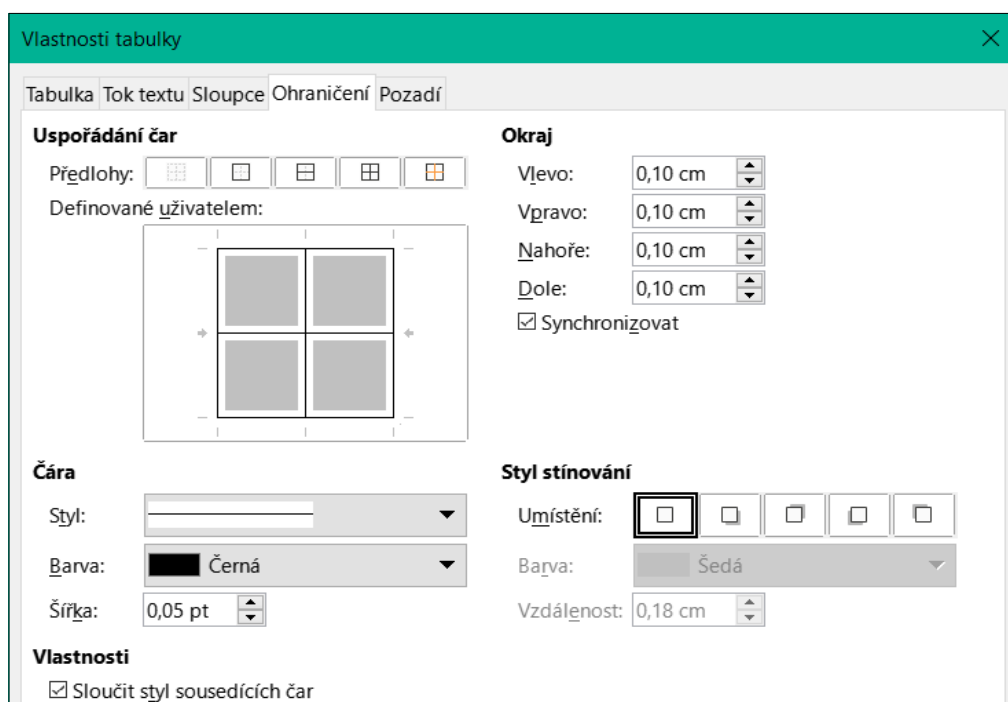 Vlastnosti tabulky
Tabulka Tok textu Sloupce Ohraničení Pozadí
Uspořádání čar
Předlohy:
Definované uživatelem:
Okraj
Vlevo: 0,10 cm
Vpravo: 0,10 cm
Nahoře: 0,10 cm
Dole: 0,10 cm
Synchronizovat
Čára
Styl:
Barva: Černá
Šířka: 0,05 pt
Styl stínování
Umístění:
Barva: Šedá
Vzdálenost: 0,18 cm
Vlastnosti
Sloučit styl sousedících čar